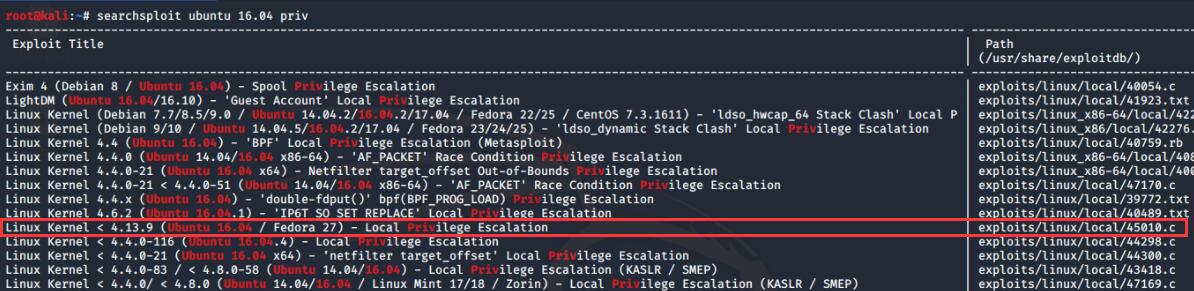 root@kali:~# searchsploit ubuntu 16.04 priv
Exploit Title | Path
| (/usr/share/exploitdb/)
Exim 4 (Debian 8 / Ubuntu 16.04) - Spool Privilege Escalation | exploits/linux/local/40054.c
LightDM (Ubuntu 16.04/16.10) - 'Guest Account' Local Privilege Escalation | exploits/linux/local/41923.txt
Linux Kernel (Debian 7.7/8.5/9.0 / Ubuntu 14.04.2/16.04.2/17.04 / Fedora 22/25 / CentOS 7.3.1611) - 'ldso_hwcap_64 Stack Clash' Local P | exploits/linux_x86-64/local/422
Linux Kernel (Debian 9/10 / Ubuntu 14.04.5/16.04.2/17.04 / Fedora 23/24/25) - 'ldso_dynamic Stack Clash' Local Privilege Escalation | exploits/linux_x86/local/42276.
Linux Kernel 4.4 (Ubuntu 16.04) - 'BPF' Local Privilege Escalation (Metasploit) | exploits/linux/local/40759.rb
Linux Kernel 4.4.0 (Ubuntu 14.04/16.04 x86-64) - 'AF_PACKET' Race Condition Privilege Escalation | exploits/linux_x86-64/local/408
Linux Kernel 4.4.0-21 (Ubuntu 16.04 x64) - Netfilter target_offset Out-of-Bounds Privilege Escalation | exploits/linux_x86-64/local/400
Linux Kernel 4.4.0-21 < 4.4.0-51 (Ubuntu 14.04/16.04 x86-64) - 'AF_PACKET' Race Condition Privilege Escalation | exploits/linux/local/47170.c
Linux Kernel 4.4.x (Ubuntu 16.04) - 'double-fdput()' bpf(BPF_PROG_LOAD) Privilege Escalation | exploits/linux/local/39772.txt
Linux Kernel 4.6.2 (Ubuntu 16.04.1) - 'IP6T_SO_SET_REPLACE' Local Privilege Escalation | exploits/linux/local/40489.txt
Linux Kernel < 4.13.9 (Ubuntu 16.04 / Fedora 27) - Local Privilege Escalation | exploits/linux/local/45010.c
Linux Kernel < 4.4.0-116 (Ubuntu 16.04.4) - Local Privilege Escalation | exploits/linux/local/44298.c
Linux Kernel < 4.4.0-21 (Ubuntu 16.04 x64) - 'netfilter target_offset' Local Privilege Escalation | exploits/linux/local/44300.c
Linux Kernel < 4.4.0-83 / < 4.8.0-58 (Ubuntu 14.04/16.04) - Local Privilege Escalation (KASLR / SMEP) | exploits/linux/local/43418.c
Linux Kernel < 4.4.0/ < 4.8.0 (Ubuntu 14.04/16.04 / Linux Mint 17/18 / Zorin) - Local Privilege Escalation (KASLR / SMEP) | exploits/linux/local/47169.c